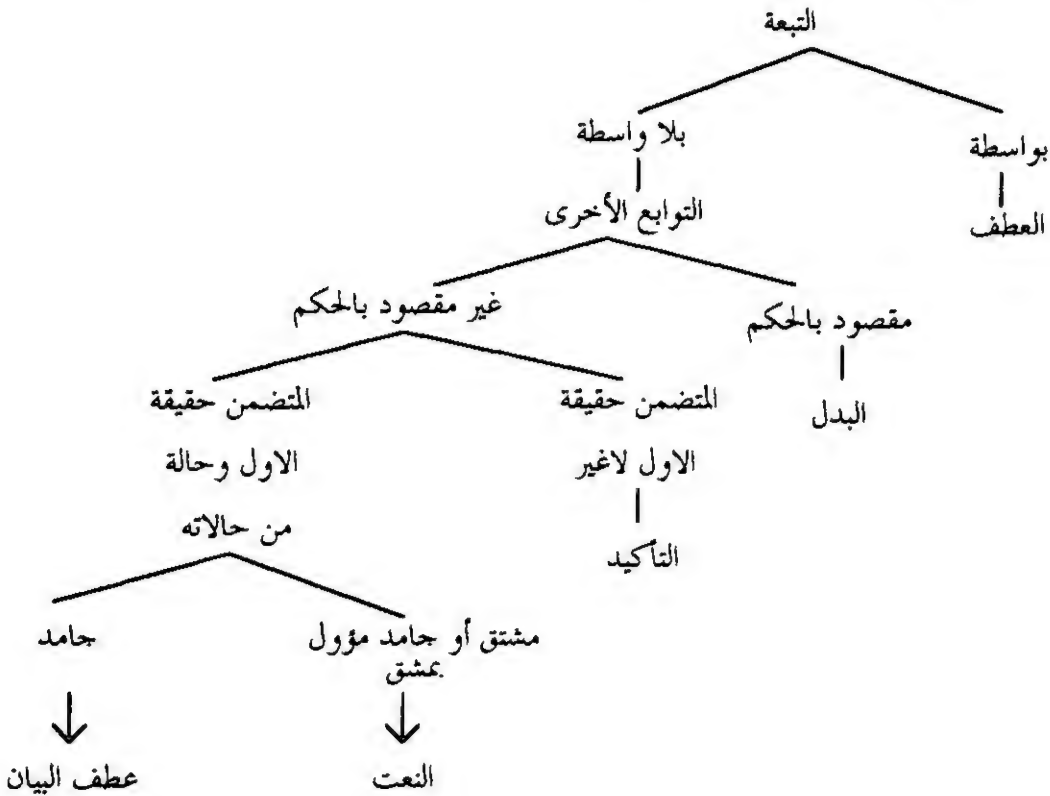 التبعة
بواسطة
بلا واسطة
العطف
التوابع الأخرى
مقصود بالحكم
غير مقصود بالحكم
البدل
المتضمن حقيقة
الاول لاغير
التأكيد
المتضمن حقيقة
الاول وحالة
من حالاته
مشتق أو جامد مؤول
بمشق
جامد
النعت
عطف البيان